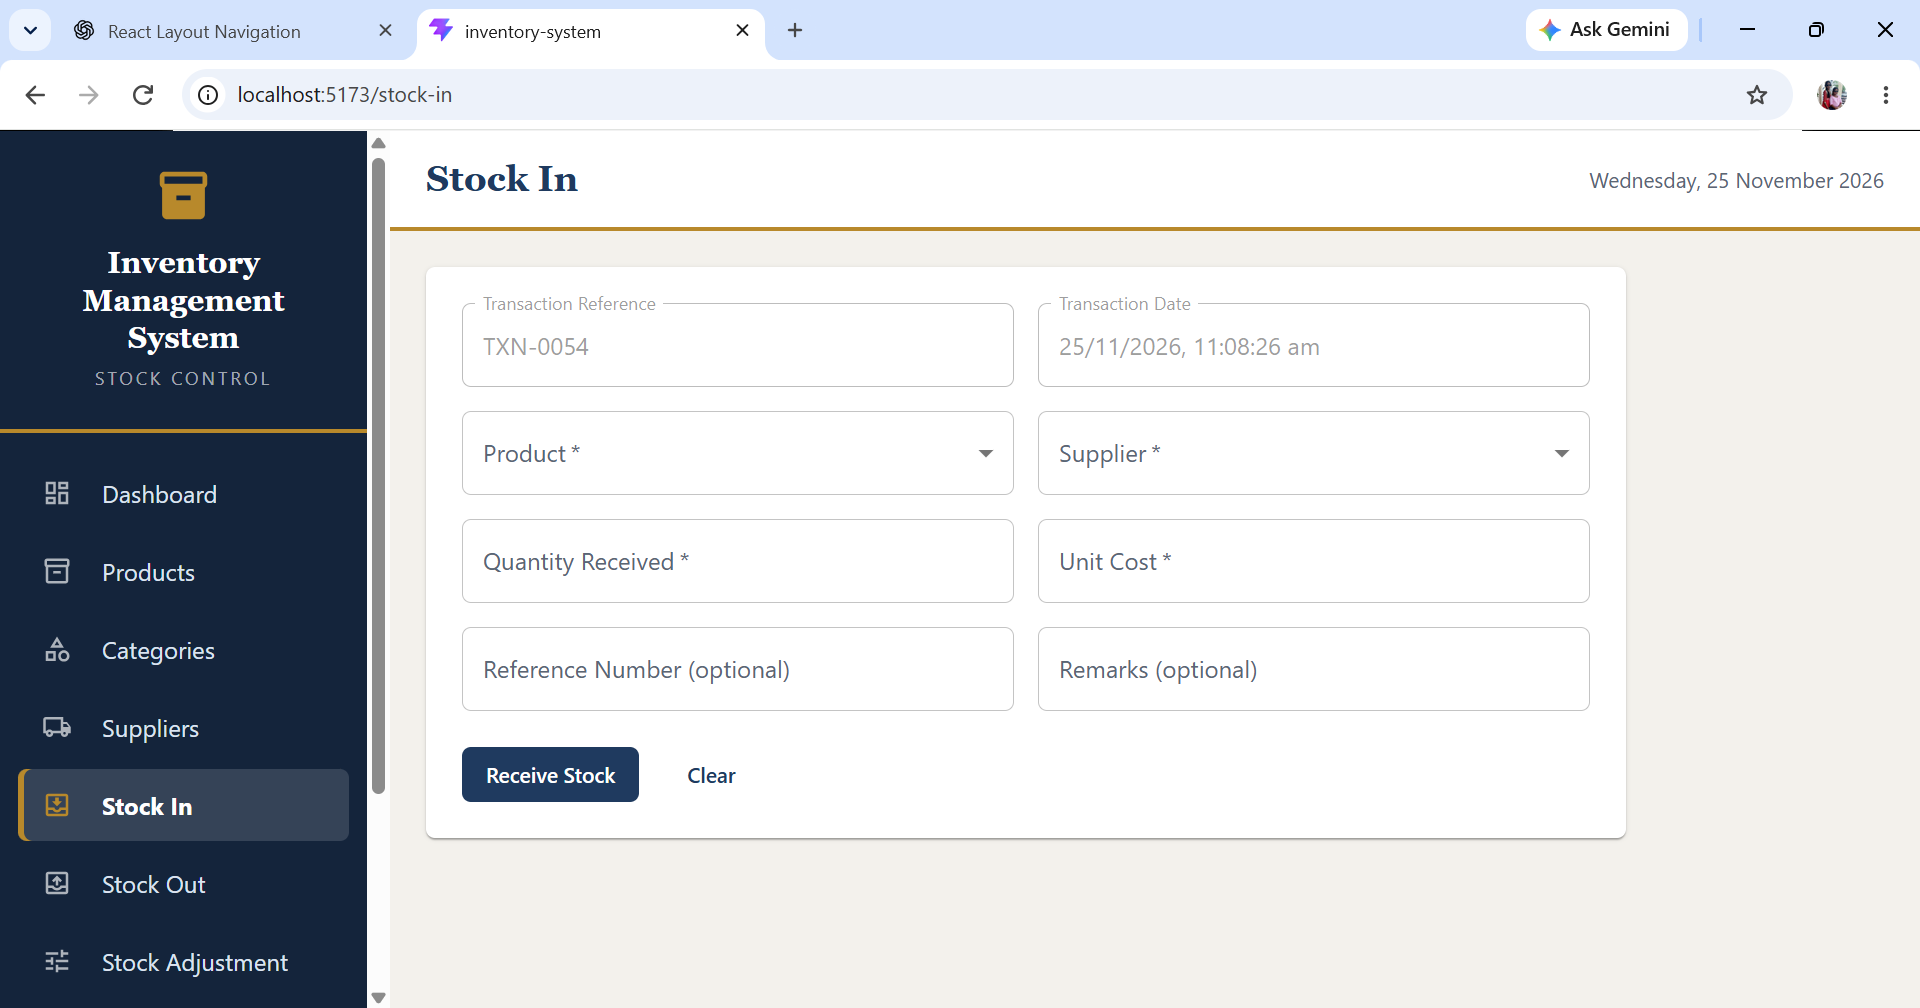 React Layout Navigation
inventory-system
Ask Gemini
localhost:5173/stock-in
Inventory
Management
System
STOCK CONTROL
Dashboard
Products
Categories
Suppliers
Stock In
Stock Out
Stock Adjustment
Stock In
Wednesday, 25 November 2026
Transaction Reference
TXN-0054
Transaction Date
25/11/2026, 11:08:26 am
Product *
Supplier *
Quantity Received *
Unit Cost *
Reference Number (optional)
Remarks (optional)
Receive Stock
Clear